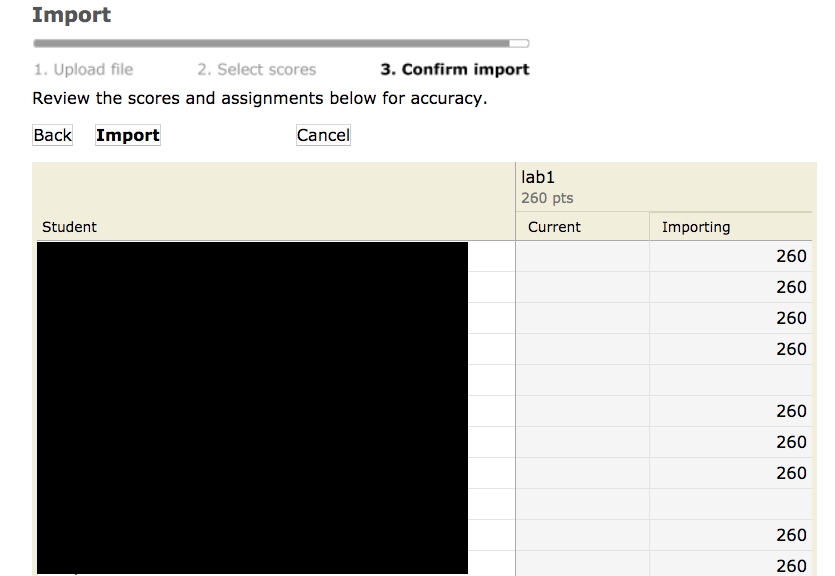 Import
1. Upload file 2. Select scores 3. Confirm import
Review the scores and assignments below for accuracy.
Back Import Cancel
lab1
260 pts
Student Current Importing
260
260
260
260
260
260
260
260
260